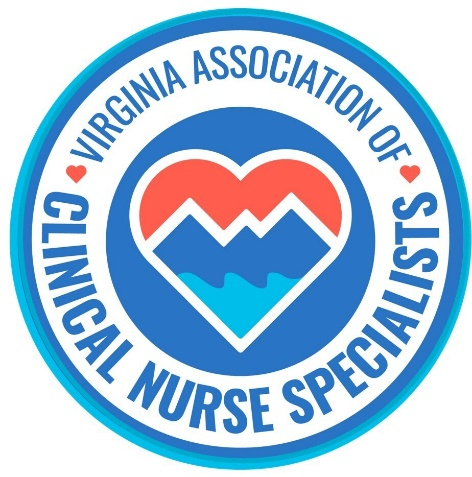 VIRGINIA ASSOCIATION OF
CLINICAL NURSE SPECIALISTS